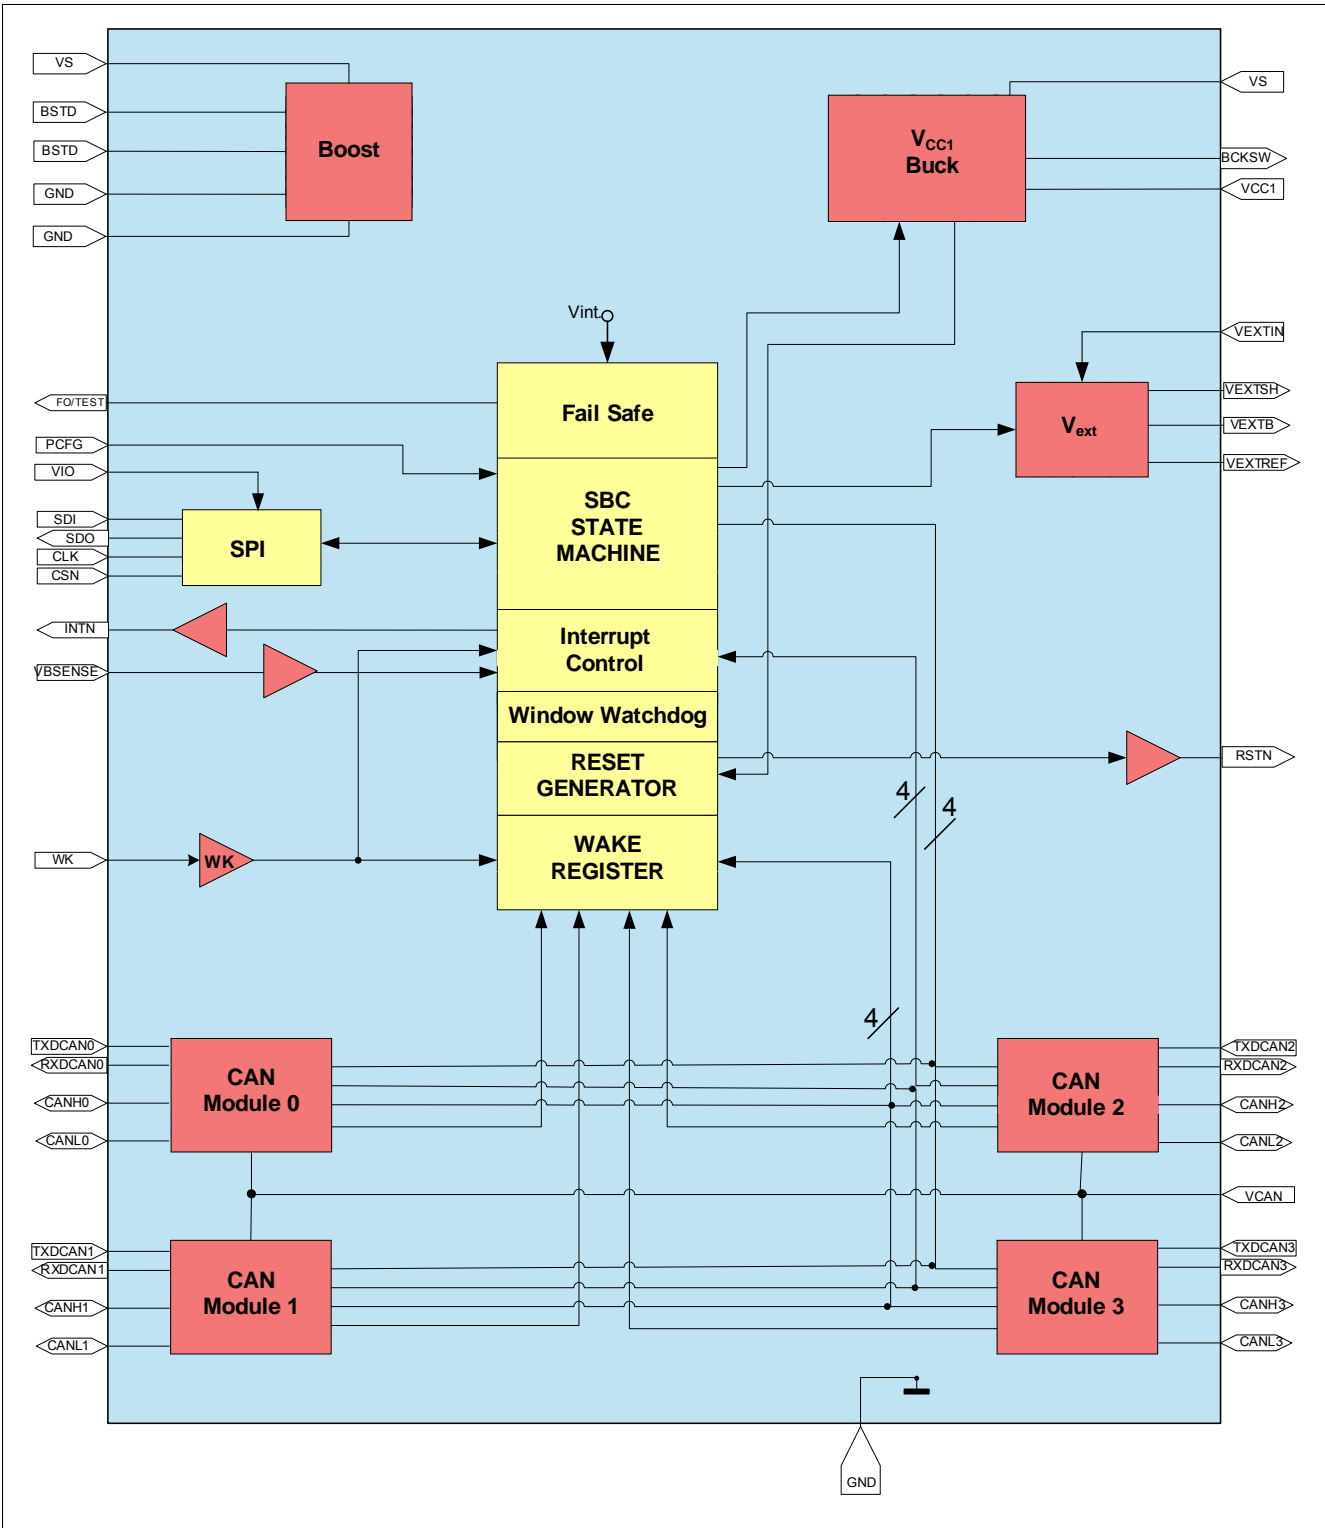 VS
BSTD
BSTD
GND
GND
Boost
VCC1
Buck
VS
BCKSW
VCC1
Vint.
VEXTIN
VEXTSH
VEXTB
VEXTREF
Vext
FO/TEST
PCFG
VIO
SDI
SDO
CLK
CSN
SPI
INTN
VBSENSE
WK
WK
Fail Safe
SBC
STATE
MACHINE
Interrupt
Control
Window Watchdog
RESET
GENERATOR
WAKE
REGISTER
RSTN
4
4
4
TXDCAN0
RXDCAN0
CANH0
CANL0
CAN
Module 0
CAN
Module 2
TXDCAN2
RXDCAN2
CANH2
CANL2
VCAN
TXDCAN1
RXDCAN1
CANH1
CANL1
CAN
Module 1
CAN
Module 3
TXDCAN3
RXDCAN3
CANH3
CANL3
GND